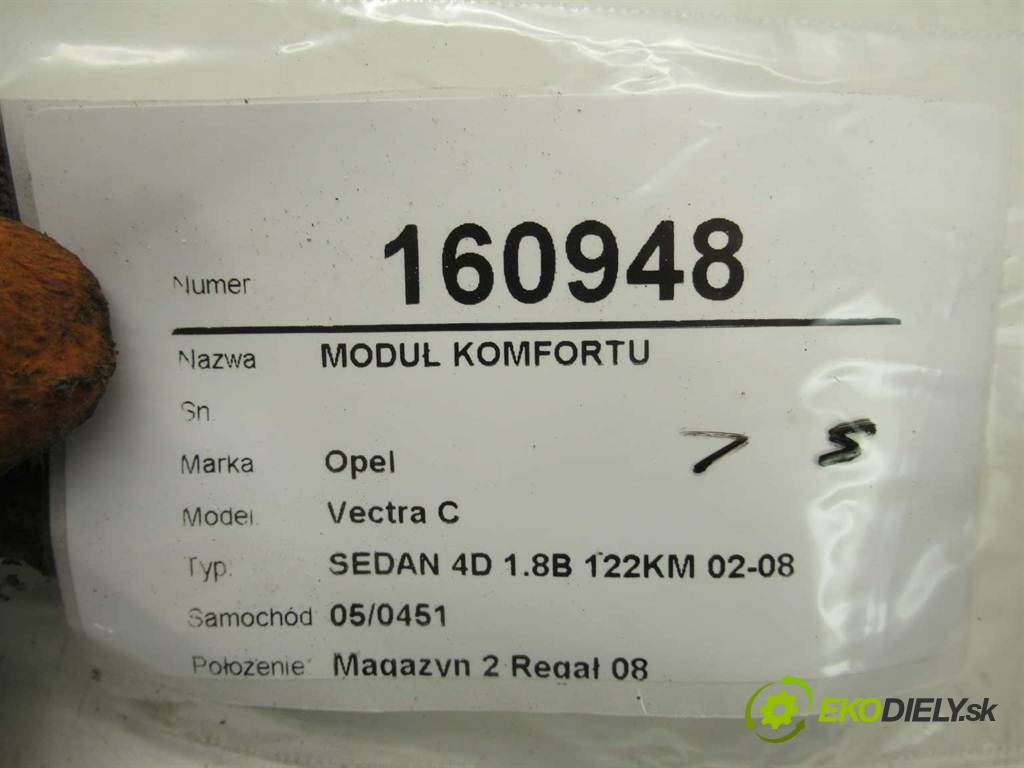 Numer 160948
Nazwa MODUŁ KOMFORTU
Sn.
Marka Opel
Model. Vectra C
Typ: SEDAN 4D 1.8B 122KM 02-08
Samochód 05/0451
Położenie: Magazyn 2 Regał 08
EKODIELY.sk